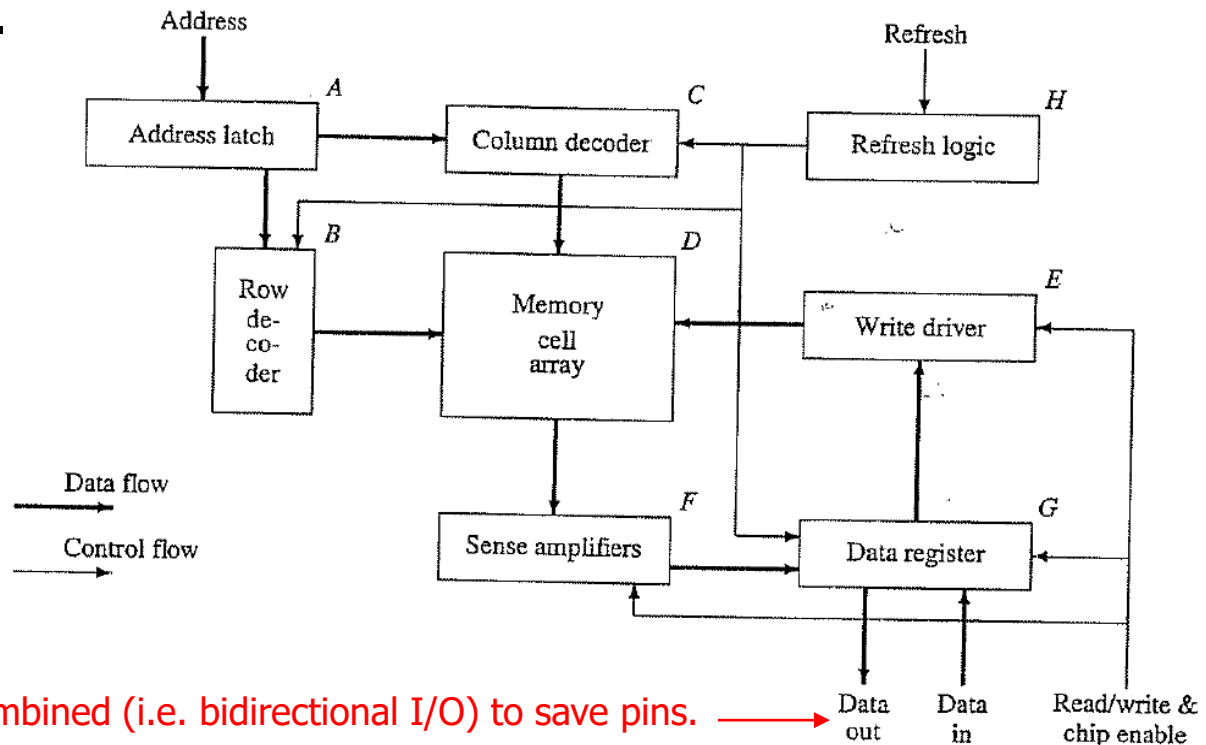 Address
Refresh
A
C
H
Address latch
Column decoder
Refresh logic
B
D
E
Row
de-
co-
der
Memory
cell
array
Write driver
Data flow
F
G
Control flow
Sense amplifiers
Data register
mbined (i.e. bidirectional I/O) to save pins.
Data
out
Data
in
Read/write &
chip enable